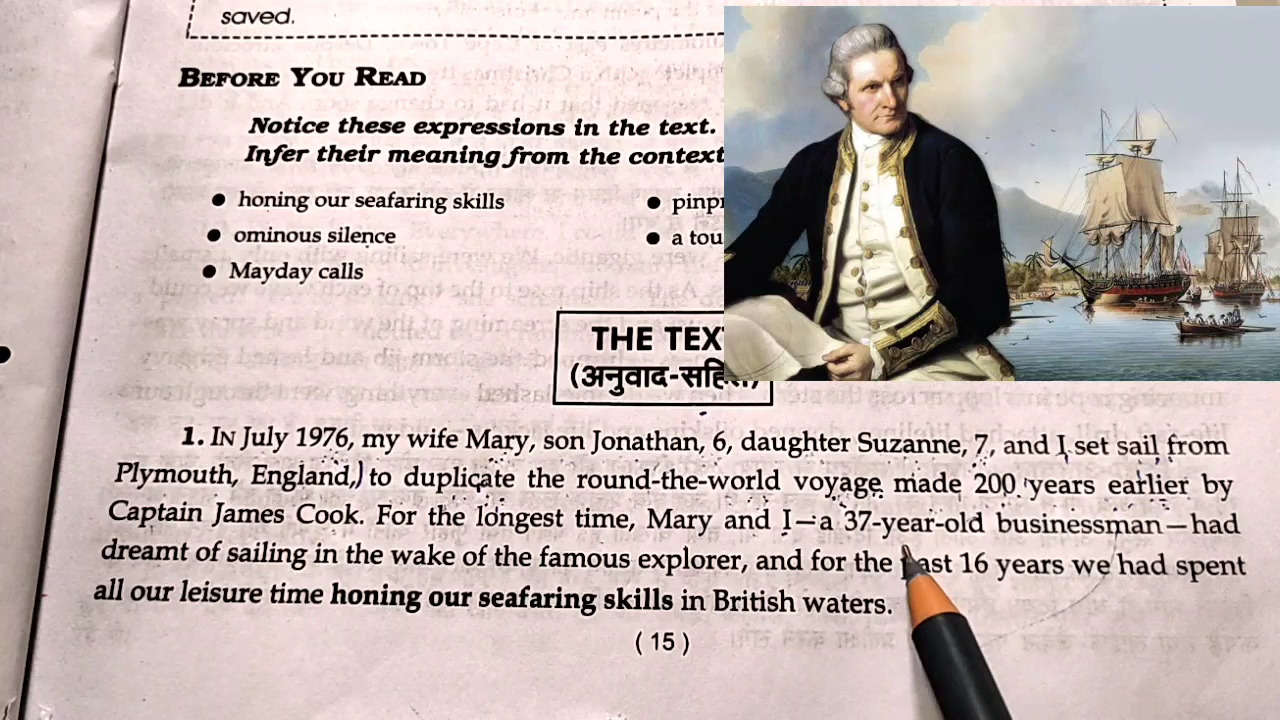 saved.
BEFORE YOU READ
Notice these expressions in the text.
Infer their meaning from the context
● honing our seafaring skills
● ominous silence
● a tou
● Mayday calls
THE TEX
(अनुवाद-सहित)
1. IN July 1976, my wife Mary, son Jonathan, 6, daughter Suzanne, 7, and I set sail from
Plymouth, England, to duplicate the round-the-world voyage made 200 years earlier by
Captain James Cook. For the longest time, Mary and I—a 37-year-old businessman—had
dreamt of sailing in the wake of the famous explorer, and for the past 16 years we had spent
all our leisure time honing our seafaring skills in British waters.
( 15 )